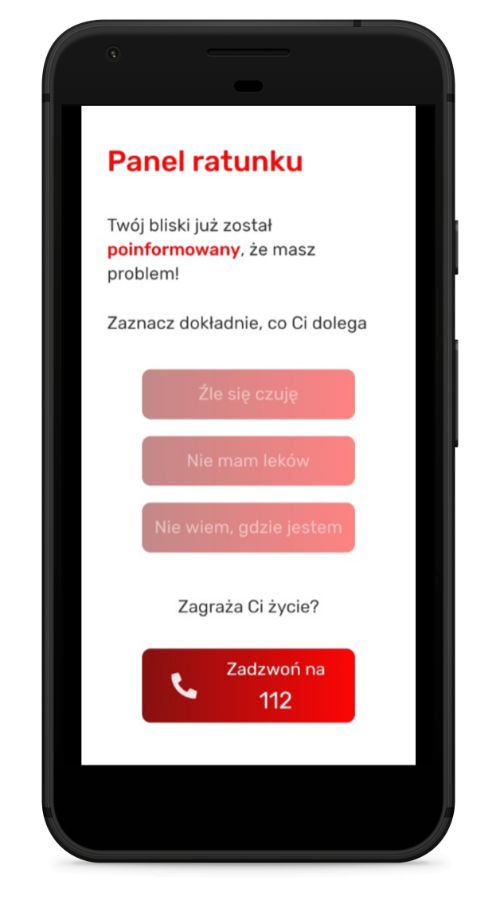 Panel ratunku
Twój bliski już został
poinformowany, że masz
problem!
Zaznacz dokładnie, co Ci dolega
Źle się czuję
Nie mam leków
Nie wiem, gdzie jestem
Zagraża Ci życie?
Zadzwoń na
112